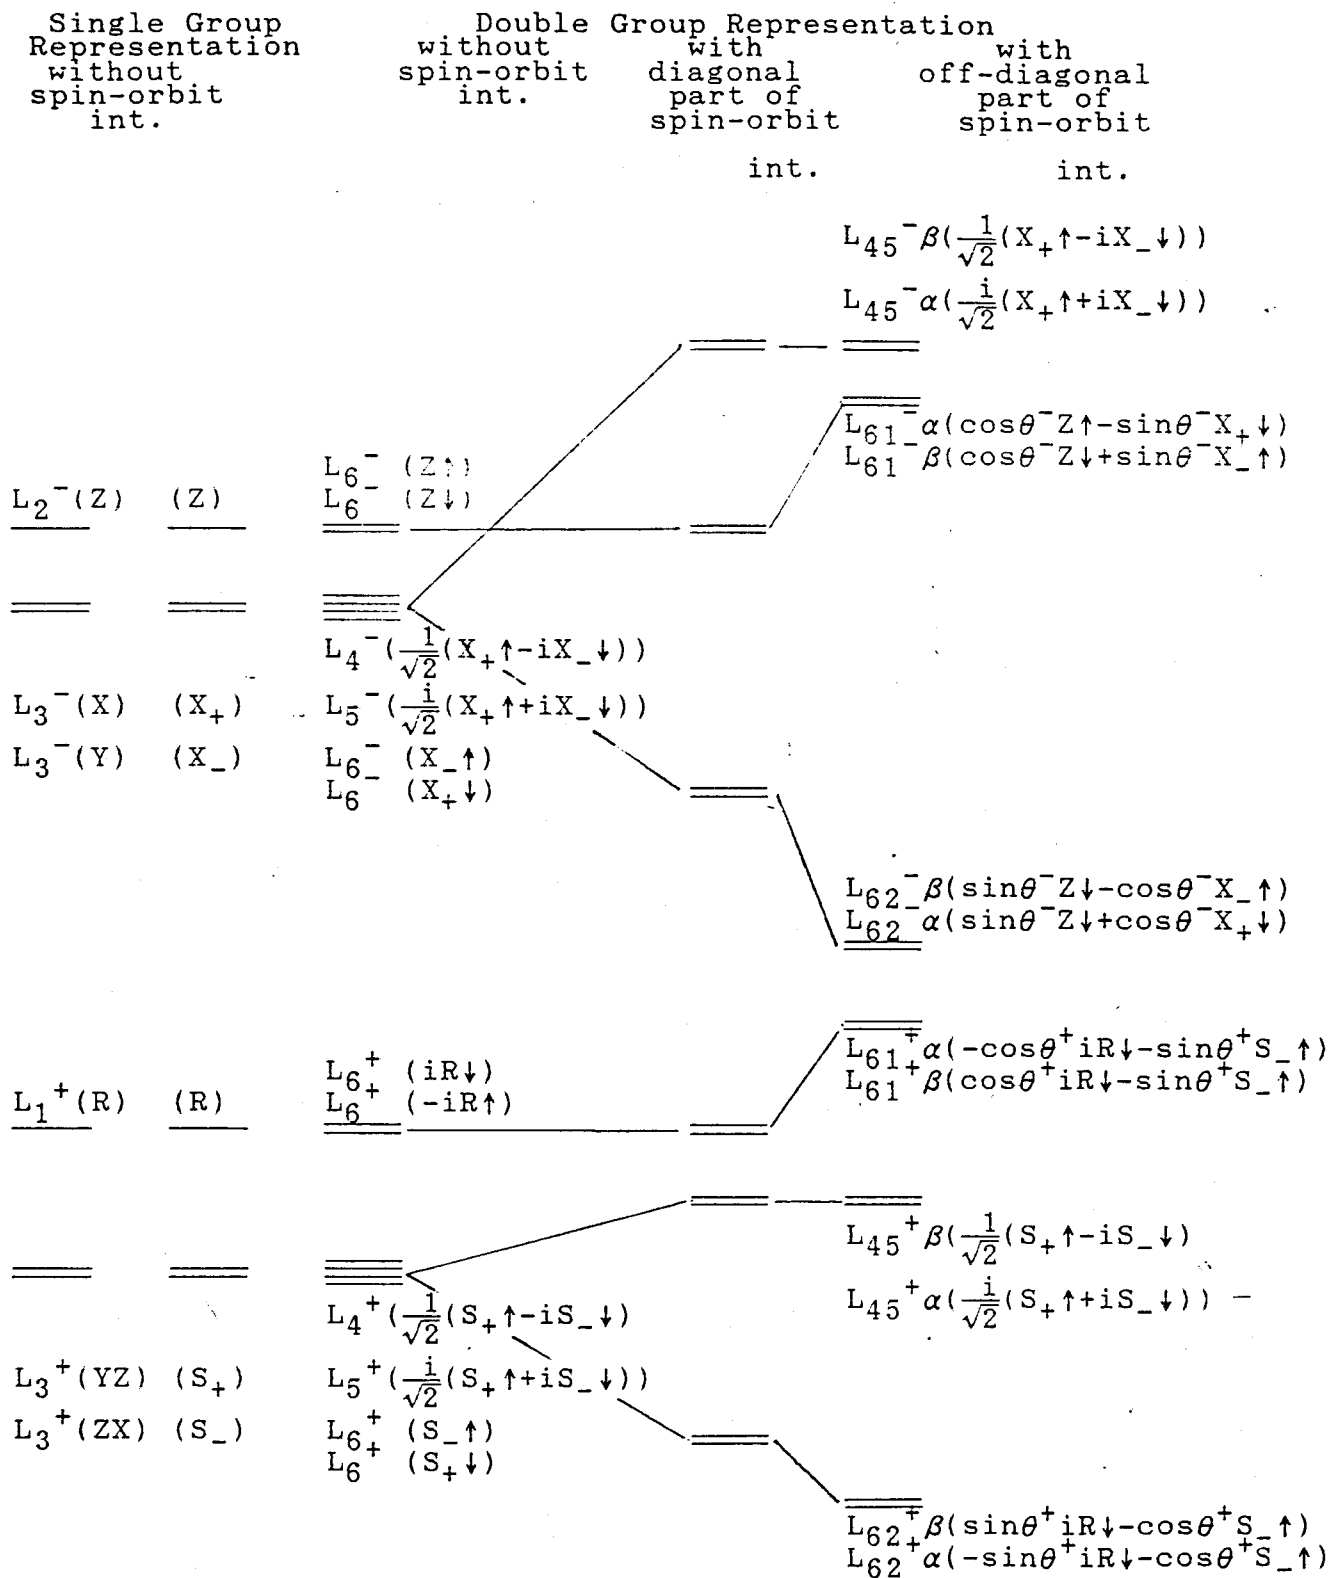 Single Group
Representation
without
spin-orbit
int.
Double Group Representation
without
spin-orbit
int.
with
diagonal
part of
spin-orbit
int.
with
off-diagonal
part of
spin-orbit
int.
L₄₅⁻β(1/√2(X₊↑-iX₋↓))
L₄₅⁻α(i/√2(X₊↑+iX₋↓))
L₆₁⁻α(cosθ⁻Z↑-sinθ⁻X₊↓)
L₆₁⁻β(cosθ⁻Z↓+sinθ⁻X₋↑)
L₆⁻ (Z↑)
L₂⁻(Z) (Z) L₆⁻ (Z↓)
L₄⁻(1/√2(X₊↑-iX₋↓))
L₃⁻(X) (X₊) L₅⁻(i/√2(X₊↑+iX₋↓))
L₃⁻(Y) (X₋) L₆⁻ (X₋↑)
L₆⁻ (X₊↓)
L₆₂⁻β(sinθ⁻Z↓-cosθ⁻X₋↑)
L₆₂⁻α(sinθ⁻Z↓+cosθ⁻X₊↓)
L₆₁⁺α(-cosθ⁺iR↓-sinθ⁺S₋↑)
L₆₁⁺β(cosθ⁺iR↓-sinθ⁺S₋↑)
L₆⁺ (iR↓)
L₁⁺(R) (R) L₆⁺ (-iR↑)
L₄₅⁺β(1/√2(S₊↑-iS₋↓)
L₄₅⁺α(i/√2(S₊↑+iS₋↓))
L₄⁺(1/√2(S₊↑-iS₋↓)
L₃⁺(YZ) (S₊) L₅⁺(i/√2(S₊↑+iS₋↓))
L₃⁺(ZX) (S₋) L₆⁺ (S₋↑)
L₆⁺ (S₊↓)
L₆₂⁺β(sinθ⁺iR↓-cosθ⁺S₋↑)
L₆₂⁺α(-sinθ⁺iR↓-cosθ⁺S₋↑)